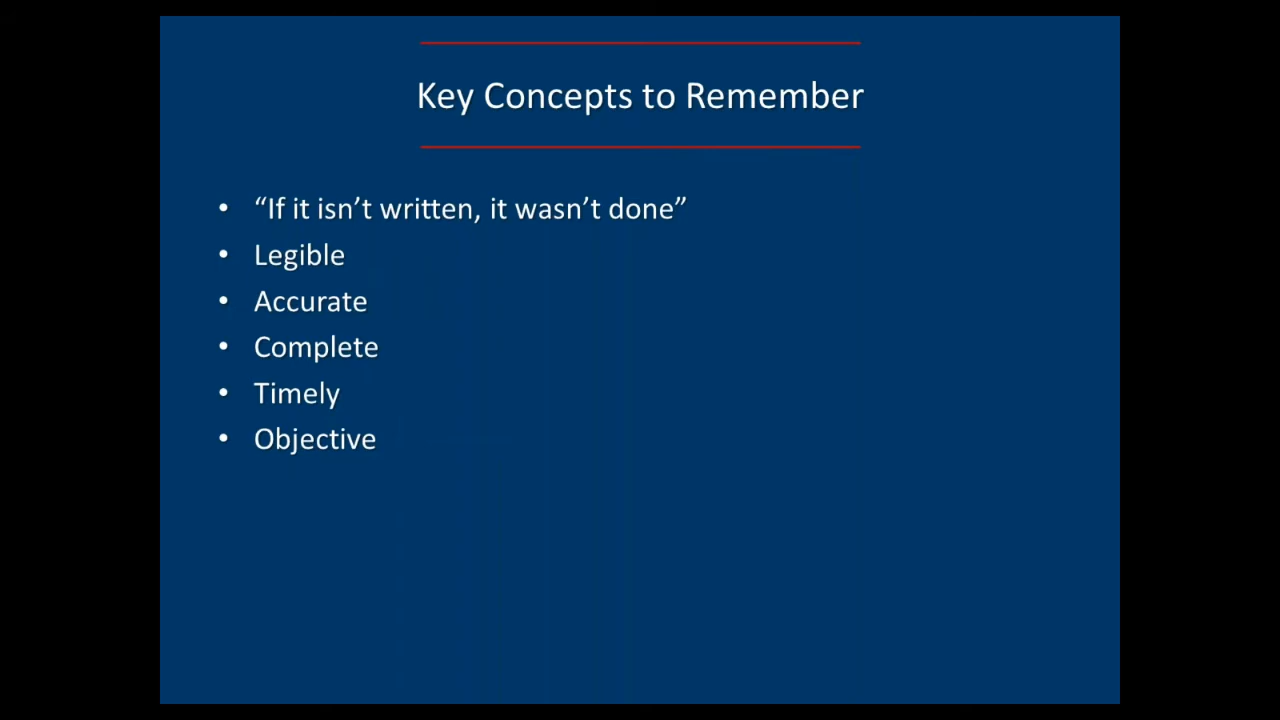 Key Concepts to Remember
• “If it isn’t written, it wasn’t done”
• Legible
• Accurate
• Complete
• Timely
• Objective